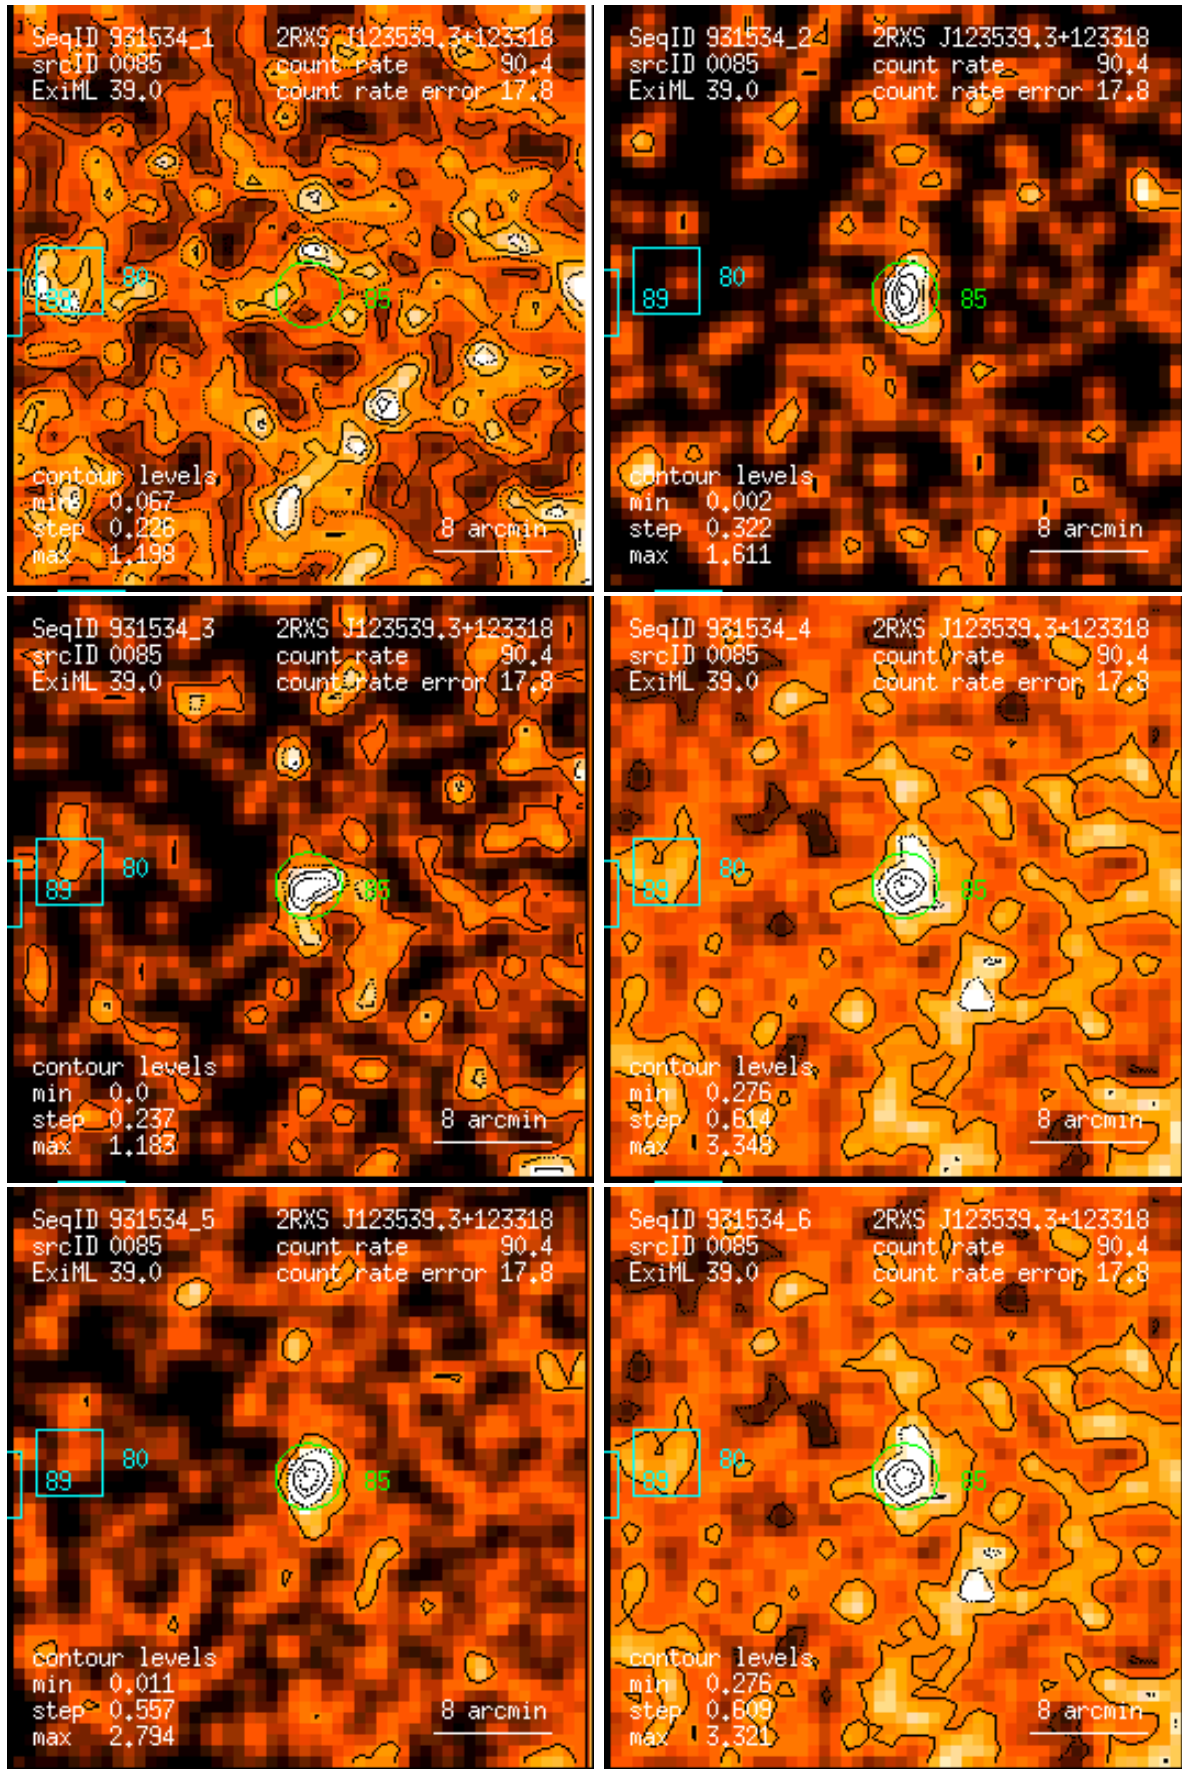 SeqID 931534_1 2RXS J123539.3+123318
srcID 0085 count rate 90.4
ExiML 39.0 count rate error 17.8
80
89 85
contour levels
min 0.067
step 0.226 8 arcmin
max 1.198
SeqID 931534_2 2RXS J123539.3+123318
srcID 0085 count rate 90.4
ExiML 39.0 count rate error 17.8
80
89 85
contour levels
min 0.002
step 0.322 8 arcmin
max 1.611
SeqID 931534_3 2RXS J123539.3+123318
srcID 0085 count rate 90.4
ExiML 39.0 count rate error 17.8
80
89 85
contour levels
min 0.0
step 0.237 8 arcmin
max 1.183
SeqID 931534_4 2RXS J123539.3+123318
srcID 0085 count rate 90.4
ExiML 39.0 count rate error 17.8
80
89 85
contour levels
min 0.276
step 0.614 8 arcmin
max 3.348
SeqID 931534_5 2RXS J123539.3+123318
srcID 0085 count rate 90.4
ExiML 39.0 count rate error 17.8
80
89 85
contour levels
min 0.011
step 0.557 8 arcmin
max 2.794
SeqID 931534_6 2RXS J123539.3+123318
srcID 0085 count rate 90.4
ExiML 39.0 count rate error 17.8
80
89 85
contour levels
min 0.276
step 0.609 8 arcmin
max 3.321